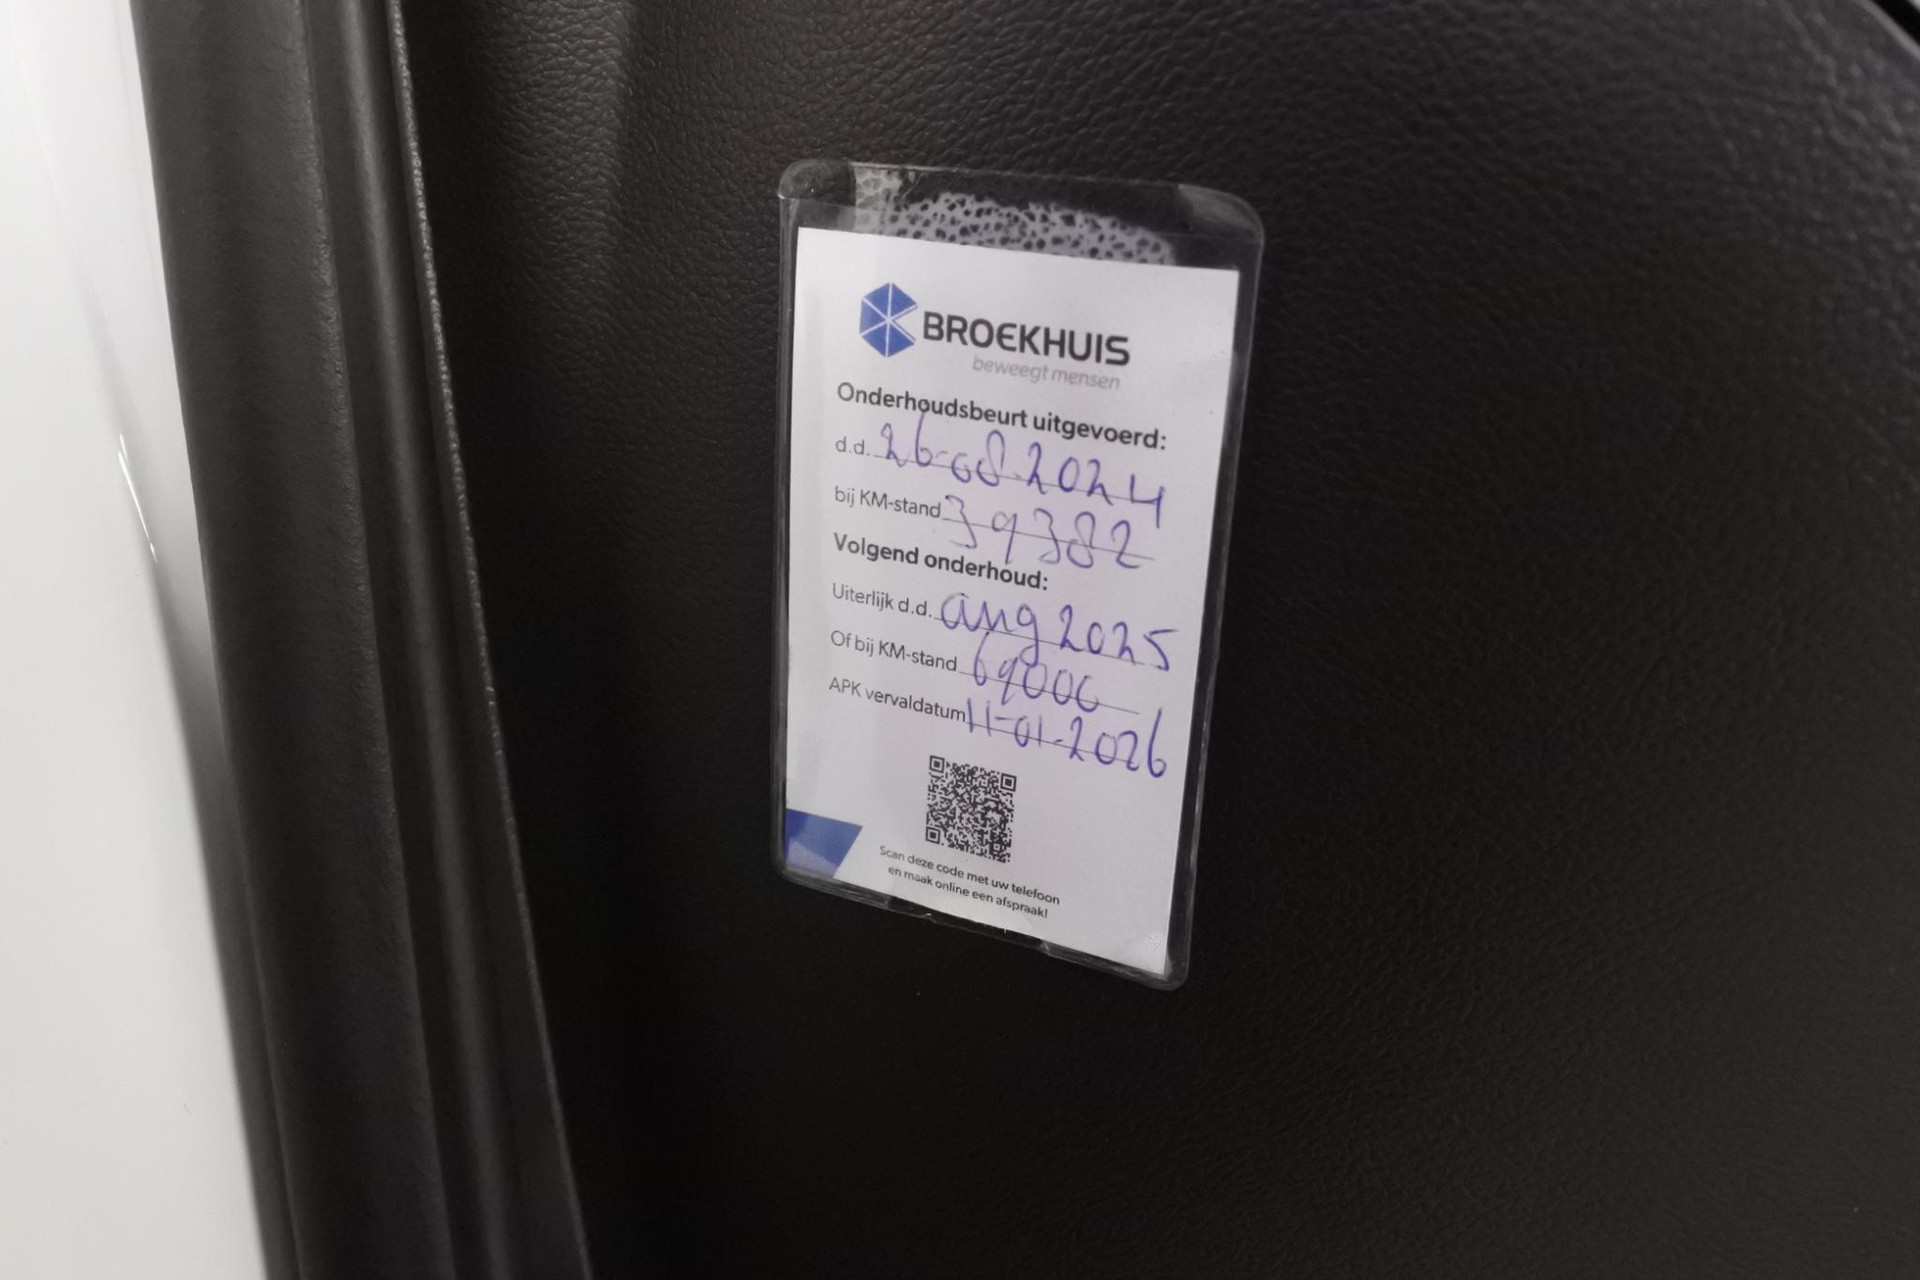 BROEKHUIS
beweegt mensen
Onderhoudsbeurt uitgevoerd:
d.d. 26-08-2024
bij KM-stand 39382
Volgend onderhoud:
Uiterlijk d.d. aug 2025
Of bij KM-stand 69000
APK vervaldatum 11-01-2026
Scan deze code met uw telefoon
en maak online een afspraak!